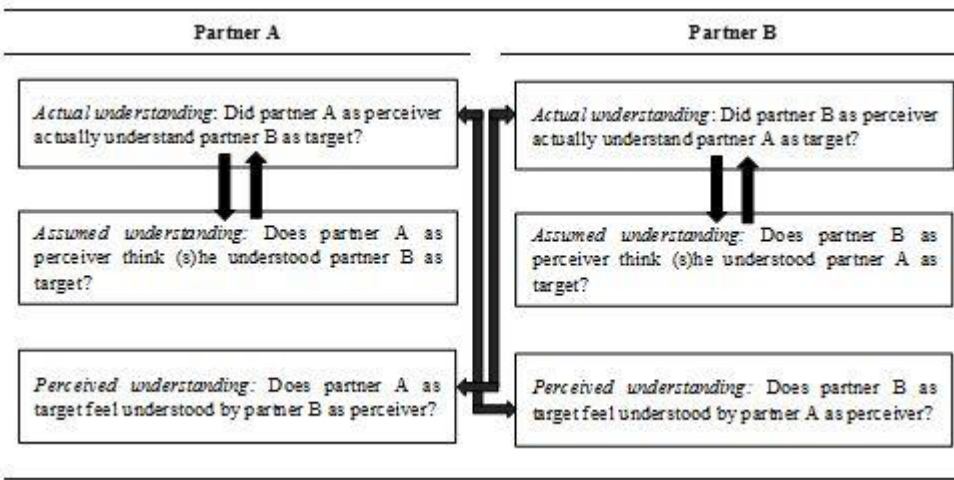 Partner A
Partner B
Actual understanding: Did partner A as perceiver
actually understand partner B as target?
Assumed understanding: Does partner A as
perceiver think (s)he understood partner B as
target?
Perceived understanding: Does partner A as
target feel understood by partner B as perceiver?
Actual understanding: Did partner B as perceiver
actually understand partner A as target?
Assumed understanding: Does partner B as
perceiver think (s)he understood partner A as
target?
Perceived understanding: Does partner B as
target feel understood by partner A as perceiver?